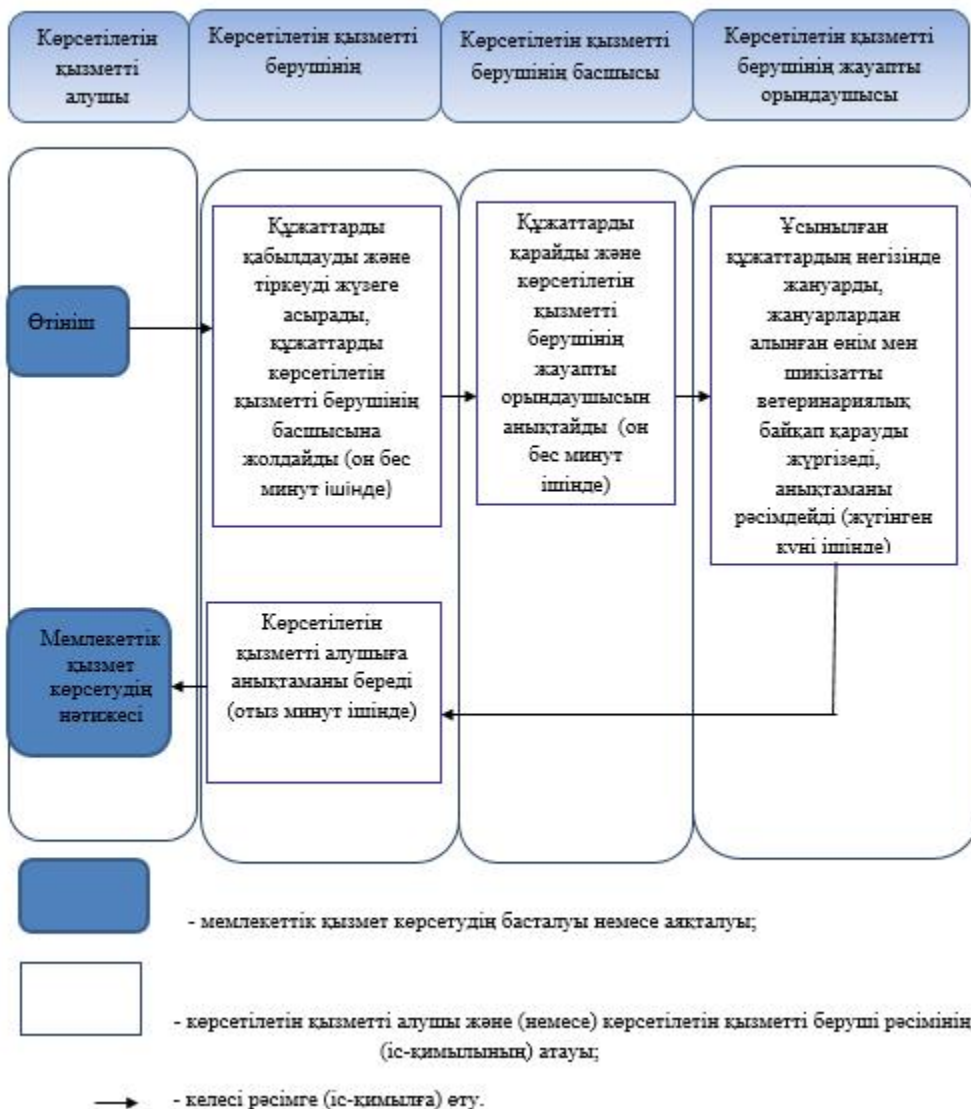 Көрсетілетін
қызметті
алушы
Көрсетілетін қызметті
берушінің
Көрсетілетін қызметті
берушінің басшысы
Көрсетілетін қызметті
берушінің жауапты
орындаушысы
Өтініш
Құжаттарды
қабылдауды және
тіркеуді жүзеге
асырады,
құжаттарды
көрсетілетін
қызметті берушінің
басшысына
жолдайды (он бес
минут ішінде)
Құжаттарды
қарайды және
көрсетілетін
қызметті
берушінің
жауапты
орындаушысын
анықтайды (он
бес минут
ішінде)
Ұсынылған
құжаттардың негізінде
жануарды,
жануарлардан
алынған өнім мен
шикізатты
ветеринариялық
байқап қарауды
жүргізеді,
анықтаманы
рәсімдейді (жүгінген
күні ішінде)
Мемлекеттік
қызмет
көрсетудің
нәтижесі
Көрсетілетін
қызметті алушыға
анықтаманы береді
(отыз минут ішінде)
- мемлекеттік қызмет көрсетудің басталуы немесе аяқталуы;
- көрсетілетін қызметті алушы және (немесе) көрсетілетін қызметті беруші рәсімінің
(іс-қимылының) атауы;
- келесі рәсімге (іс-қимылға) өту.